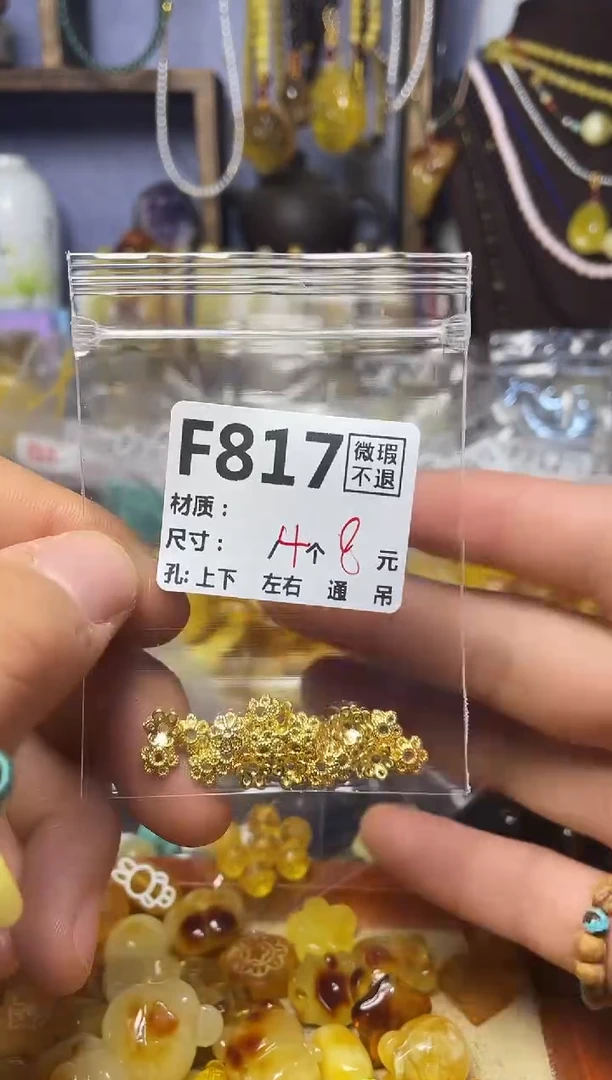 F817
微瑕
不退
材质：
尺寸： 14个 8 元
孔: 上下 左右 通 吊